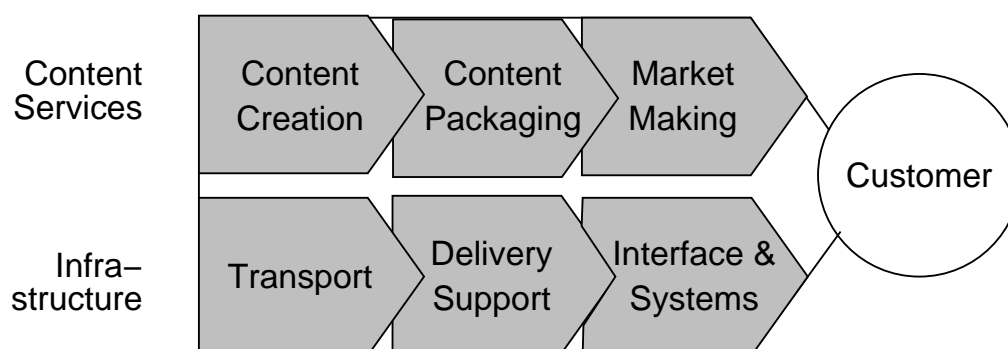 Content
Services
Content
Creation
Content
Packaging
Market
Making
Customer
Infra–
structure
Transport
Delivery
Support
Interface &
Systems